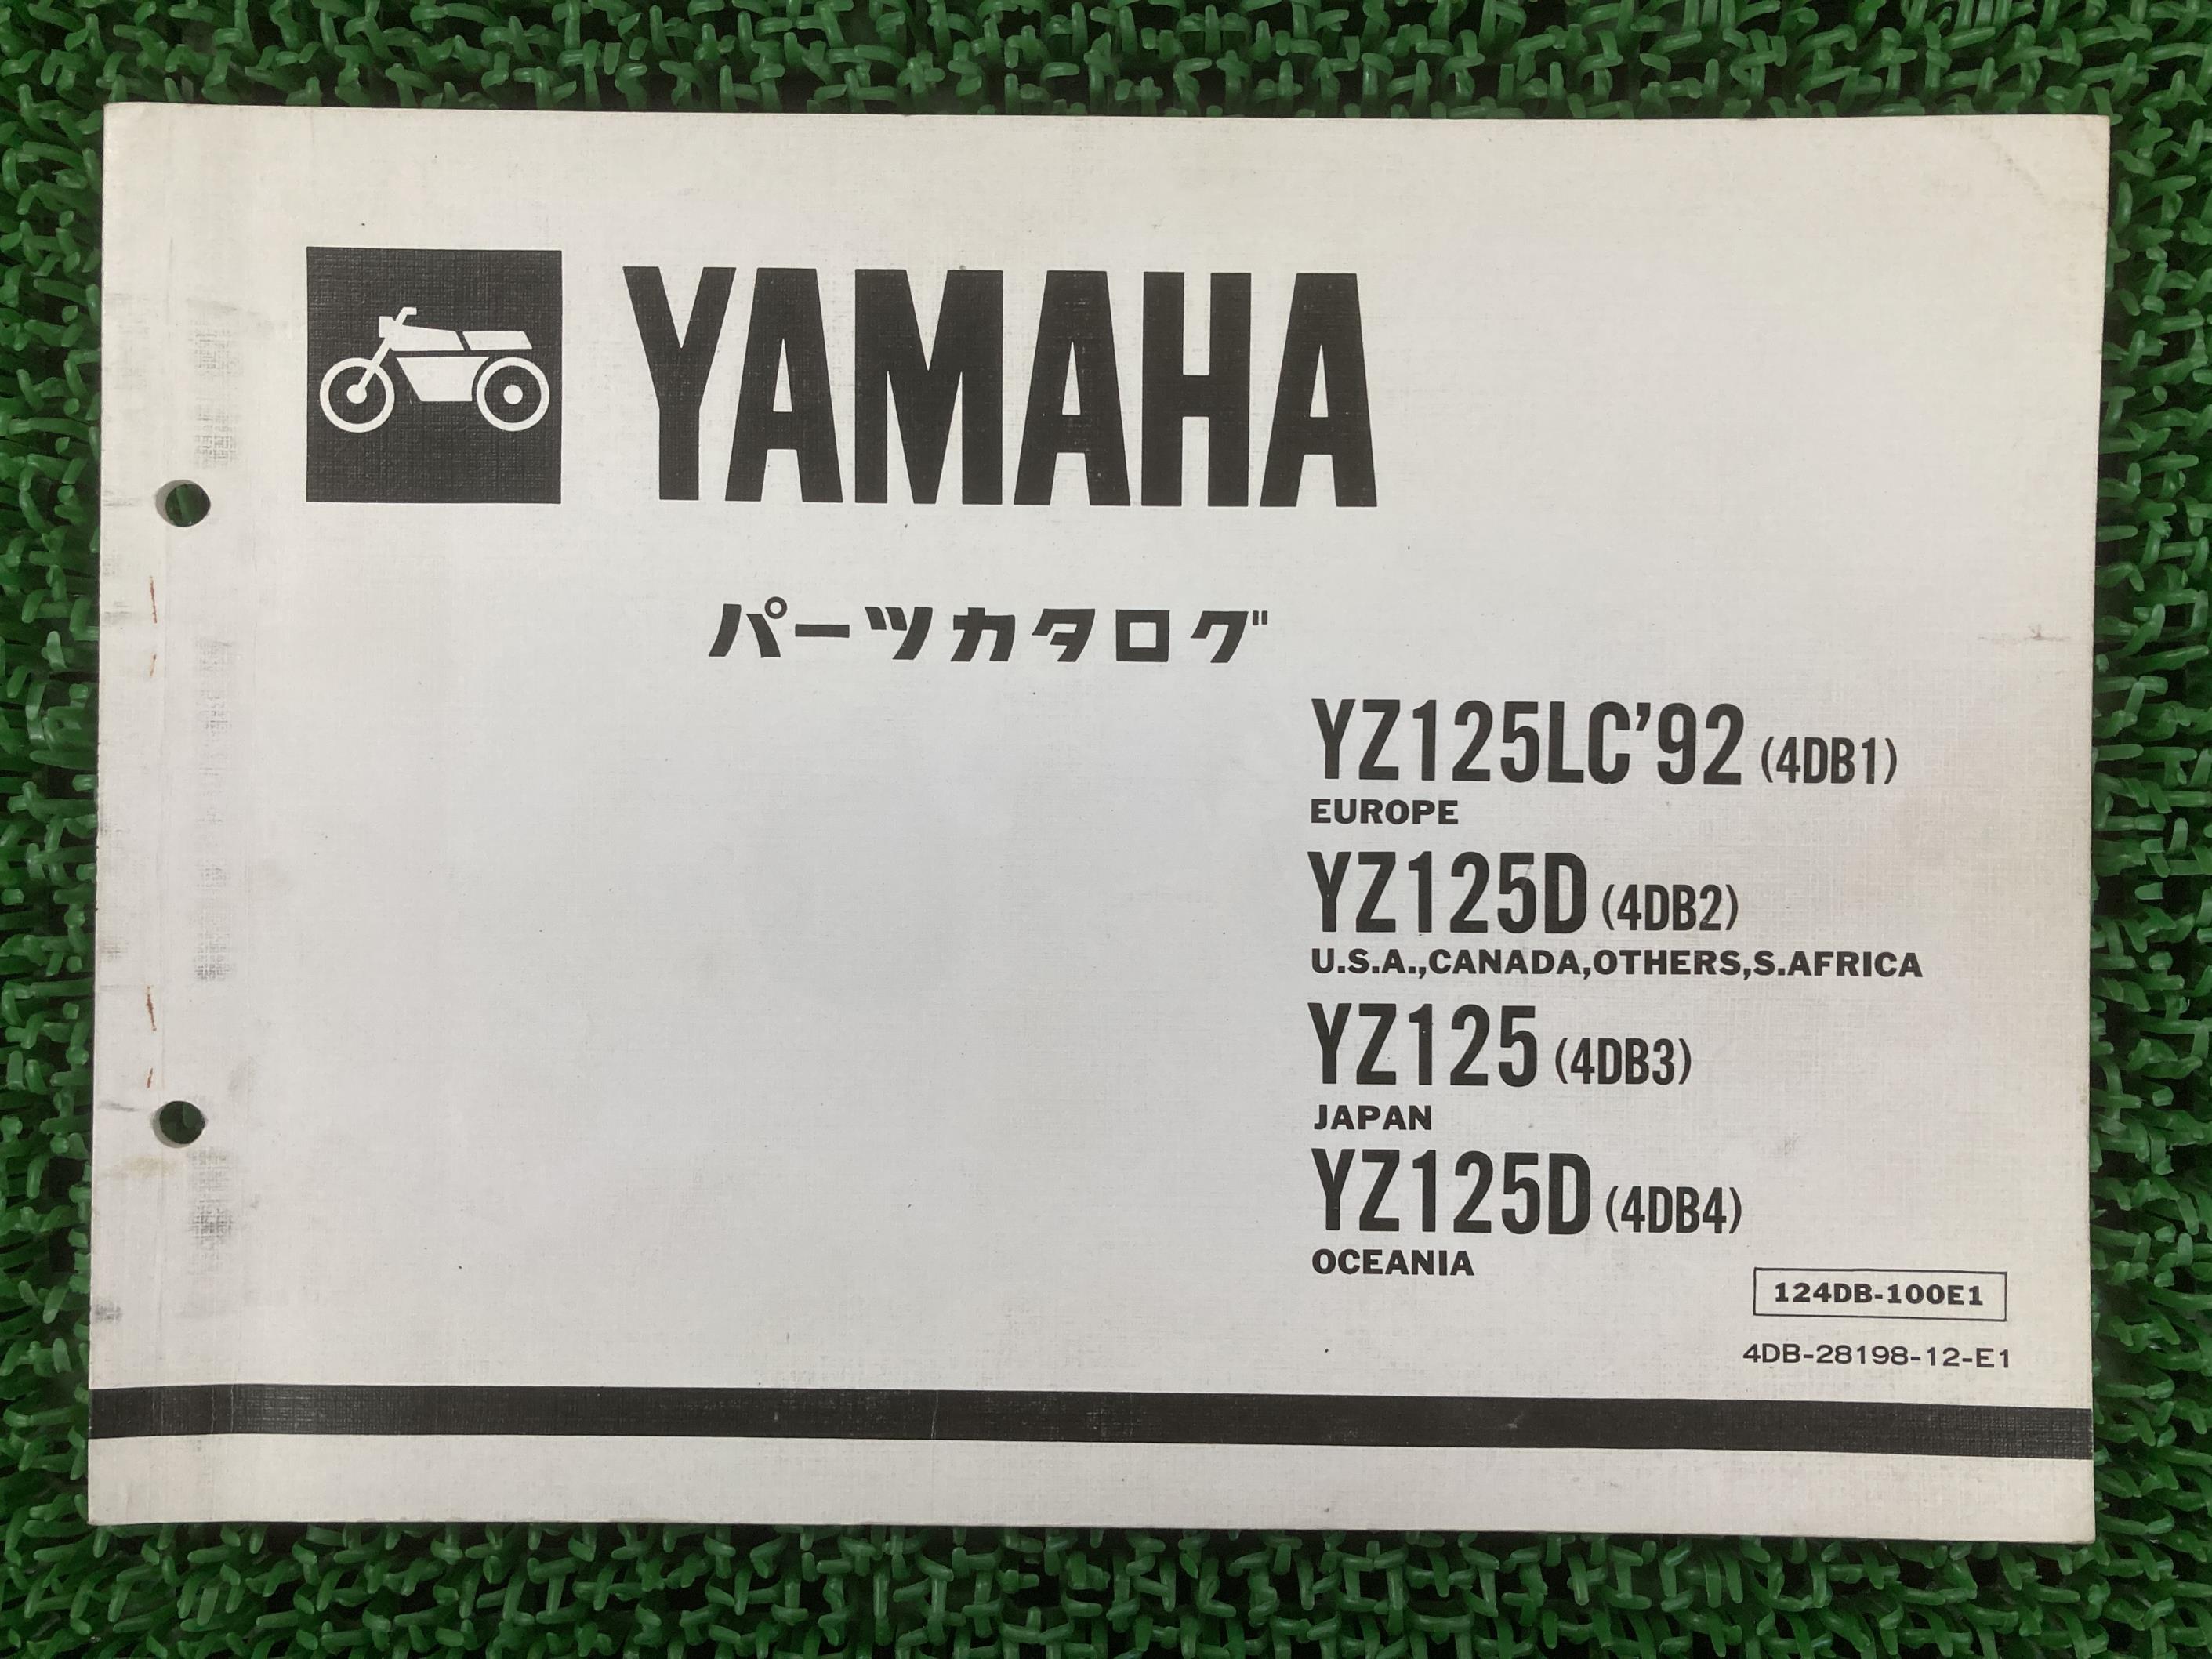 YAMAHA
パーツカタログ
YZ125LC'92 (4DB1)
EUROPE
YZ125D (4DB2)
U.S.A.,CANADA,OTHERS,S.AFRICA
YZ125 (4DB3)
JAPAN
YZ125D (4DB4)
OCEANIA
124DB-100E1
4DB-28198-12-E1